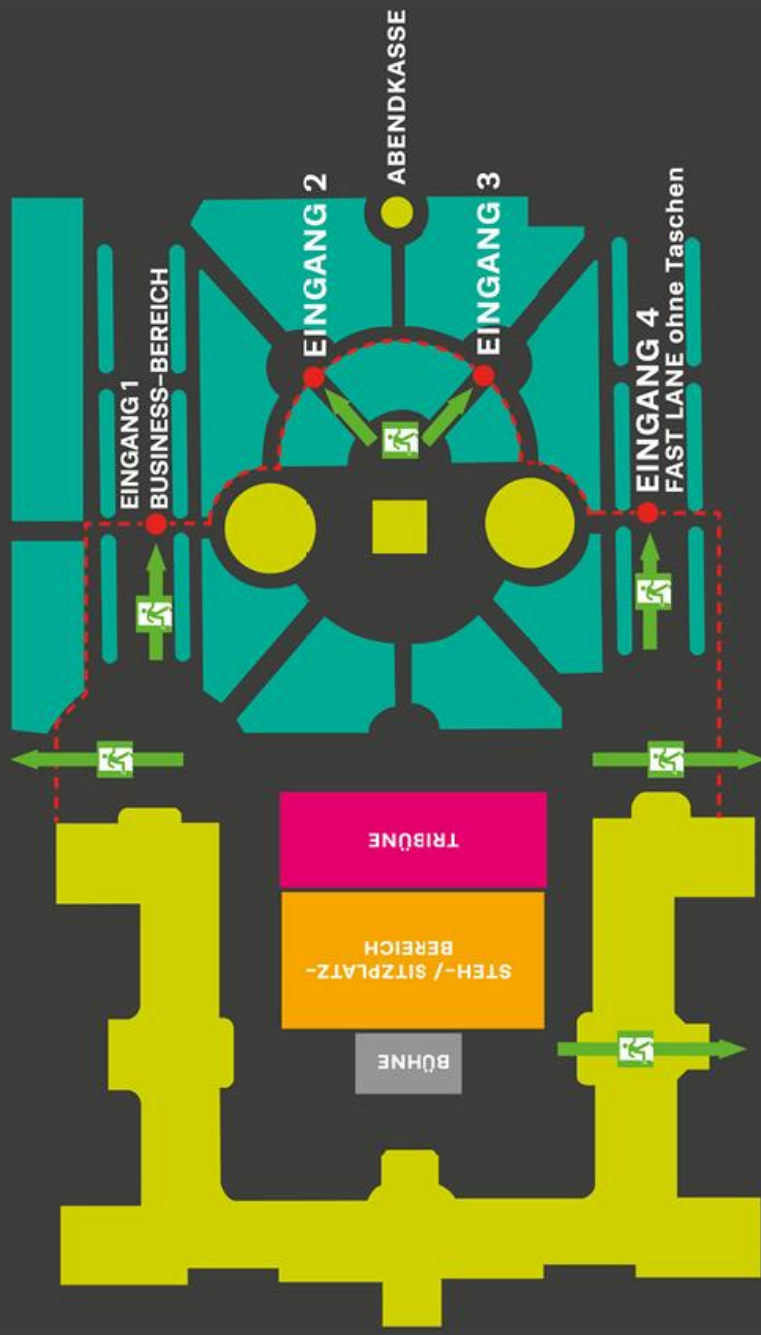 EINGANG 1
BUSINESS-BEREICH
EINGANG 2
ABENDKASSE
EINGANG 3
EINGANG 4
FAST LANE ohne Taschen
TRIBÜNE
STEH-/ SITZPLATZ-
BEREICH
BÜHNE